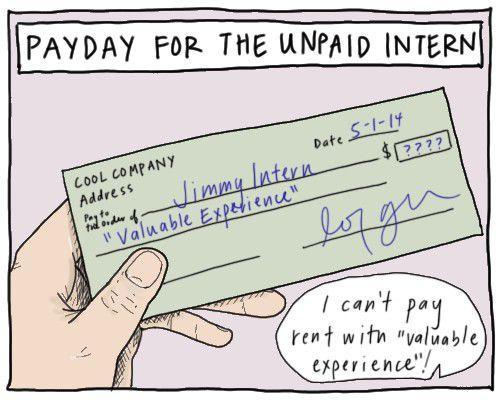 PAYDAY FOR THE UNPAID INTERN
COOL COMPANY
Address
Date 5-1-14
$ ????
Pay to
the order of, Jimmy Intern
"Valuable Experience"
I can't pay
rent with "valuable
experience"!